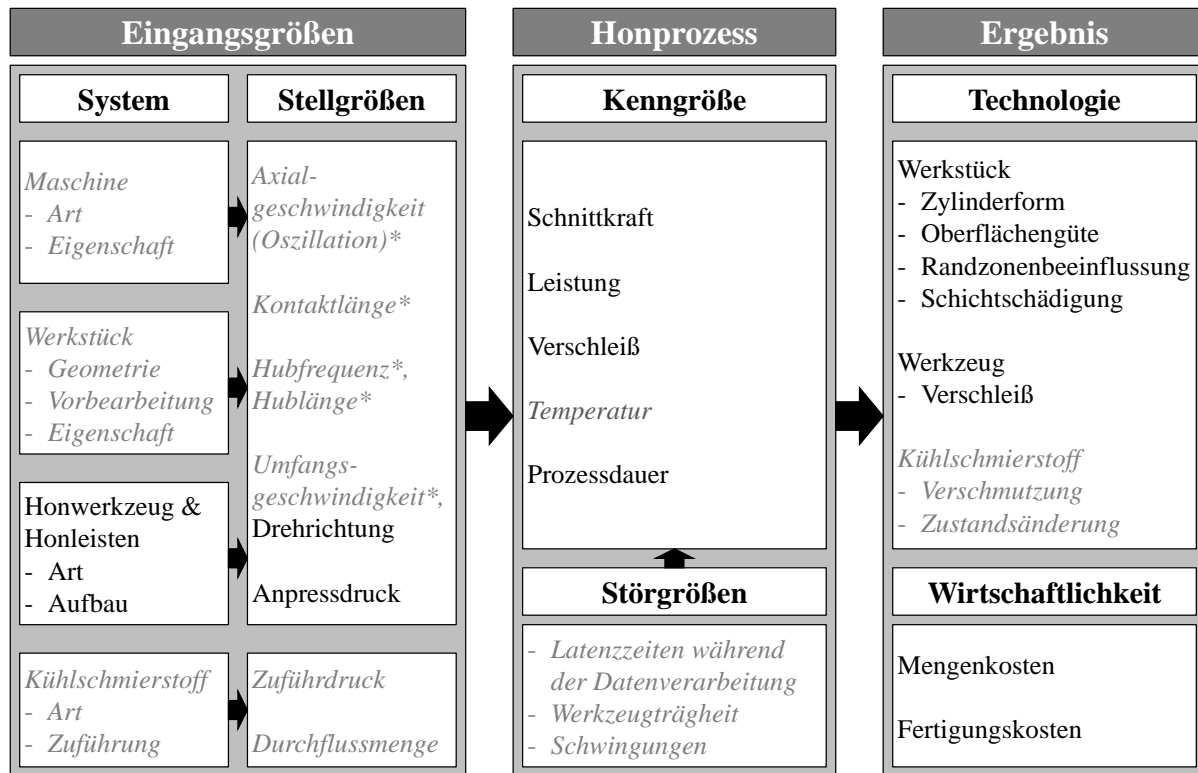 Eingangsgrößen
System
Maschine
- Art
- Eigenschaft
Werkstück
- Geometrie
- Vorbearbeitung
- Eigenschaft
Honwerkzeug &
Honleisten
- Art
- Aufbau
Kühlschmierstoff
- Art
- Zuführung
Stellgrößen
Axial-
geschwindigkeit
(Oszillation)*
Kontaktlänge*
Hubfrequenz*,
Hublänge*
Umfangs-
geschwindigkeit*,
Drehrichtung
Anpressdruck
Zuführdruck
Durchflussmenge
Honprozess
Kenngröße
Schnittkraft
Leistung
Verschleiß
Temperatur
Prozessdauer
Störgrößen
- Latenzzeiten während
der Datenverarbeitung
- Werkzeugträgheit
- Schwingungen
Ergebnis
Technologie
Werkstück
- Zylinderform
- Oberflächengüte
- Randzonenbeeinflussung
- Schichtschädigung
Werkzeug
- Verschleiß
Kühlschmierstoff
- Verschmutzung
- Zustandsänderung
Wirtschaftlichkeit
Mengenkosten
Fertigungskosten